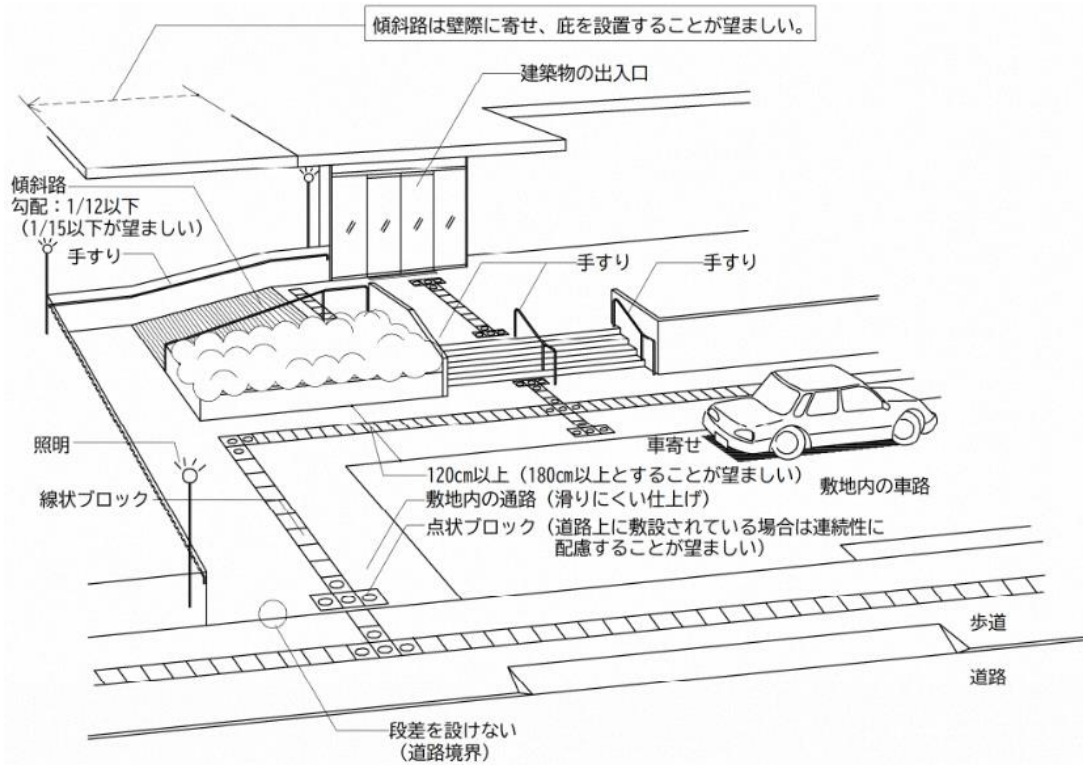 傾斜路は壁際に寄せ、庇を設置することが望ましい。
建築物の出入口
傾斜路
勾配：1/12以下
（1/15以下が望ましい）
手すり
手すり
手すり
照明
線状ブロック
車寄せ
120cm以上（180cm以上とすることが望ましい）
敷地内の車路
敷地内の通路（滑りにくい仕上げ）
点状ブロック（道路上に敷設されている場合は連続性に
配慮することが望ましい）
歩道
道路
段差を設けない
（道路境界）